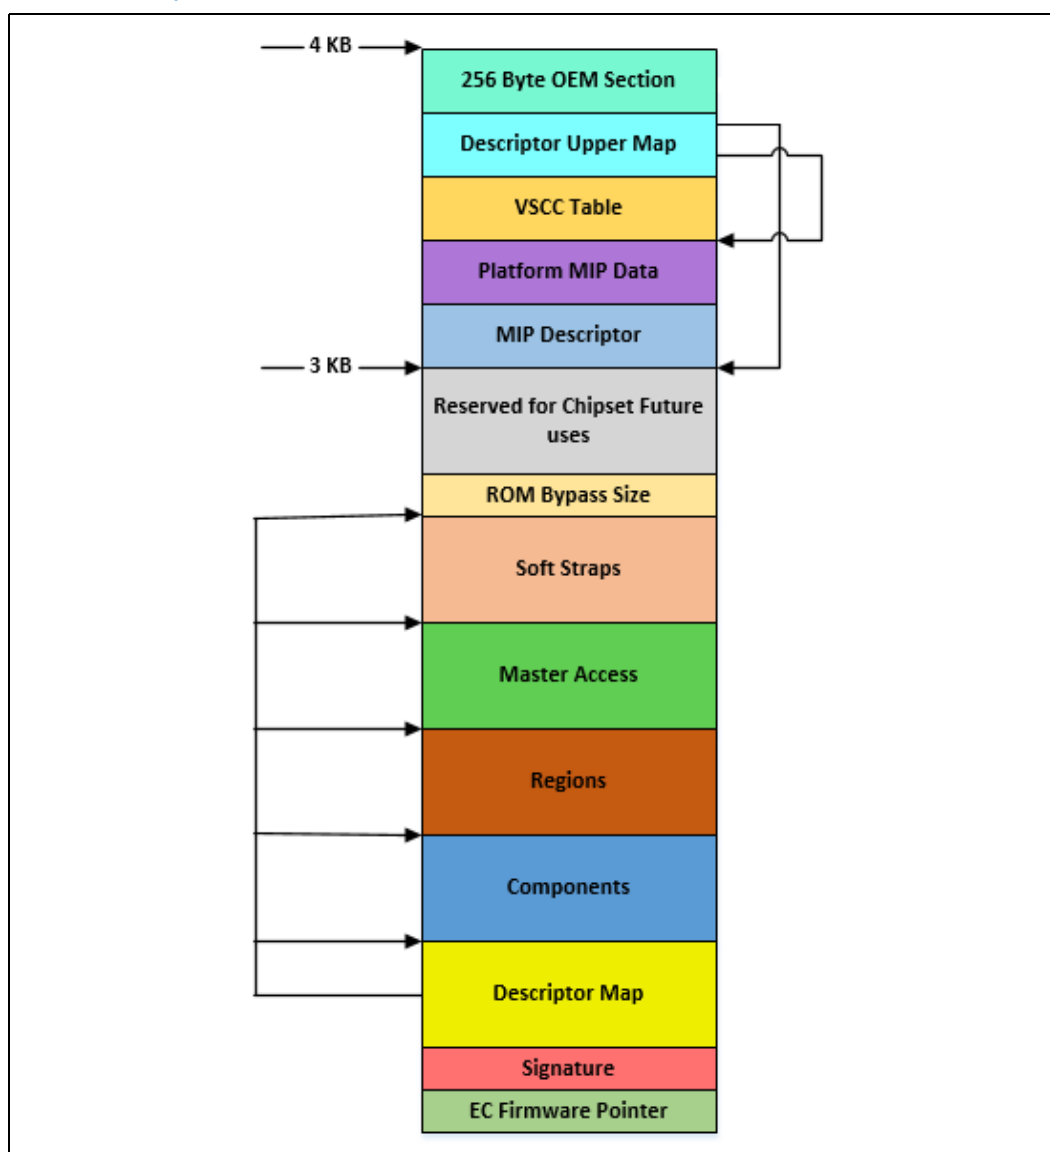 4 KB
256 Byte OEM Section
Descriptor Upper Map
VSCC Table
Platform MIP Data
MIP Descriptor
3 KB
Reserved for Chipset Future
uses
ROM Bypass Size
Soft Straps
Master Access
Regions
Components
Descriptor Map
Signature
EC Firmware Pointer